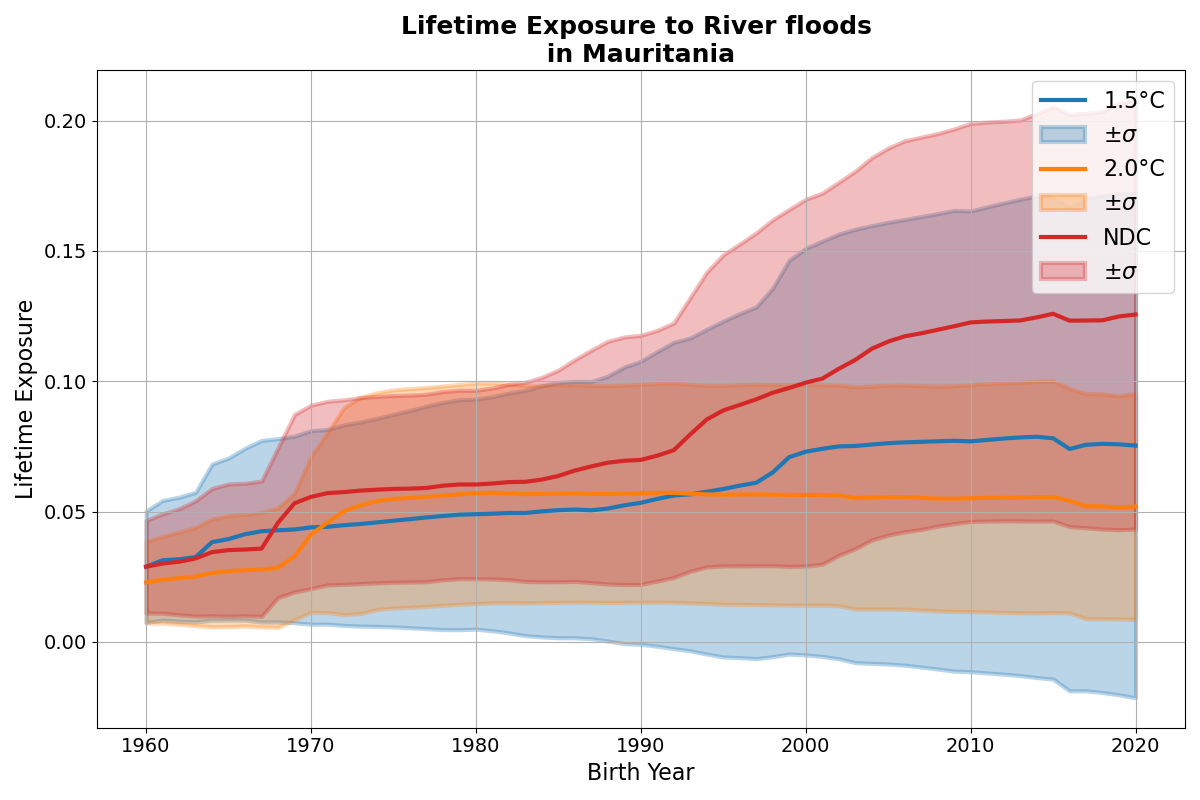 Lifetime Exposure to River floods
in Mauritania
1.5°C
±σ
2.0°C
±σ
NDC
±σ
0.20
0.15
0.10
0.05
0.00
Lifetime Exposure
1960 1970 1980 1990 2000 2010 2020
Birth Year